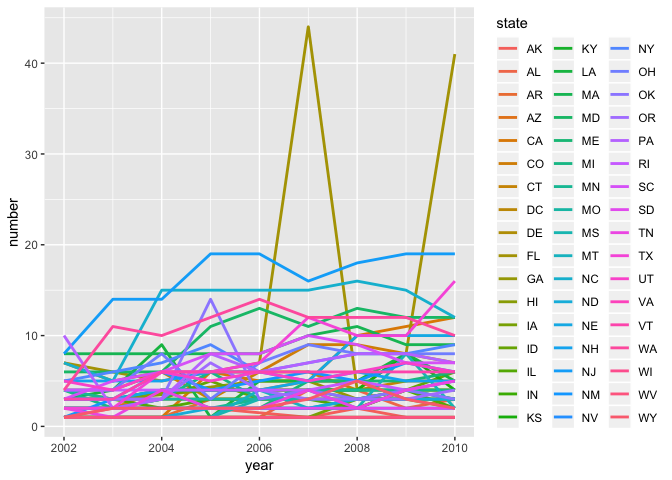 state
AK KY NY
AL LA OH
AR MA OK
AZ MD OR
CA ME PA
CO MI RI
CT MN SC
DC MO SD
DE MS TN
FL MT TX
GA NC UT
HI ND VA
IA NE VT
ID NH WA
IL NJ WI
IN NM WV
KS NV WY
number
40
30
20
10
0
2002 2004 2006 2008 2010
year